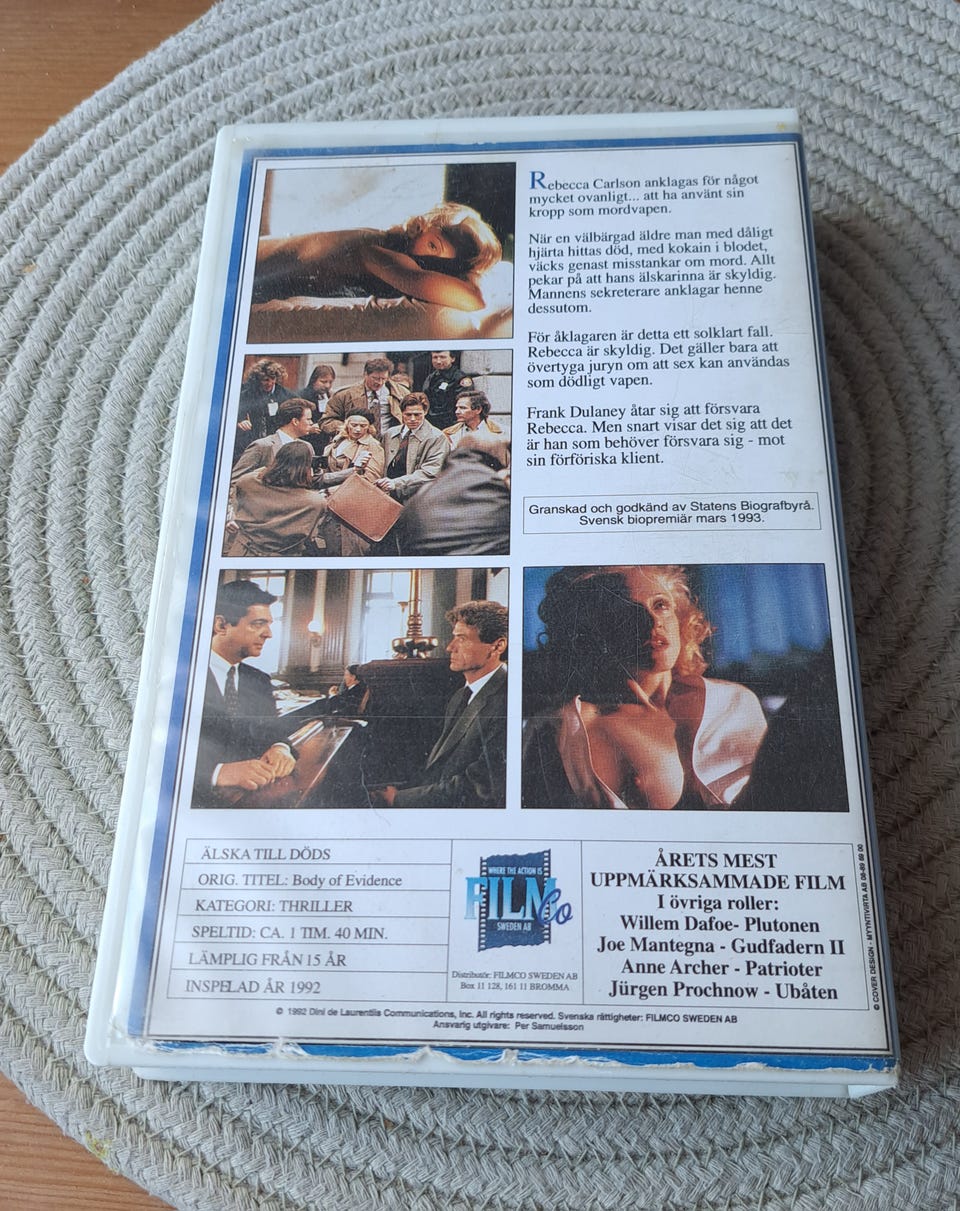 Rebecca Carlson anklagas för något
mycket ovanligt... att ha använt sin
kropp som mordvapen.
När en välbärgad äldre man med dåligt
hjärta hittas död, med kokain i blodet,
väcks genast misstankar om mord. Allt
pekar på att hans älskarinna är skyldig.
Mannens sekreterare anklagar henne
dessutom.
För åklagaren är detta ett solklart fall.
Rebecca är skyldig. Det gäller bara att
övertyga juryn om att sex kan användas
som dödligt vapen.
Frank Dulaney åtar sig att försvara
Rebecca. Men snart visar det sig att det
är han som behöver försvara sig - mot
sin förföriska klient.
Granskad och godkänd av Statens Biografbyrå.
Svensk biopremiär mars 1993.
ÄLSKA TILL DÖDS
ORIG. TITEL: Body of Evidence
KATEGORI: THRILLER
SPELTID: CA. 1 TIM. 40 MIN.
LÄMPLIG FRÅN 15 ÅR
INSPELAD ÅR 1992
WHERE THE ACTION IS
FILMCo
SWEDEN AB
Distributör: FILMCO SWEDEN AB
Box 11 128, 161 11 BROMMA
ÅRETS MEST
UPPMÄRKSAMMADE FILM
I övriga roller:
Willem Dafoe- Plutonen
Joe Mantegna - Gudfadern II
Anne Archer - Patrioter
Jürgen Prochnow - Ubåten
© COVER DESIGN - MYYNTIVIRTA AB 08-89 69 00
© 1992 Dini de Laurentiis Communications, Inc. All rights reserved. Svenska rättigheter: FILMCO SWEDEN AB
Ansvarig utgivare: Per Samuelsson